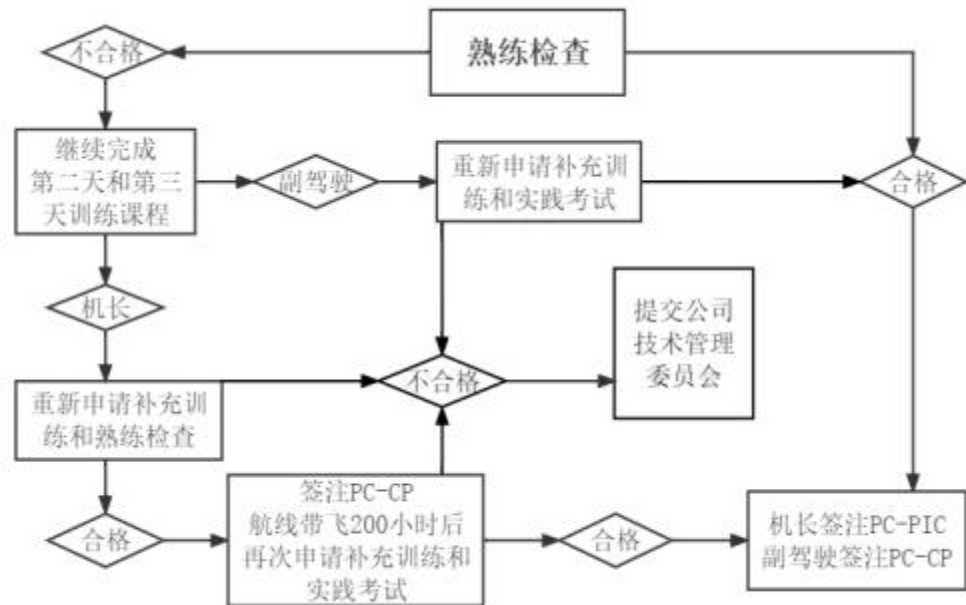 熟练检查
不合格
继续完成
第二天和第三
天训练课程
副驾驶
重新申请补充训
练和实践考试
合格
机长
提交公司
技术管理
委员会
不合格
重新申请补充训
练和熟练检查
合格
签注PC-CP
航线带飞200小时后
再次申请补充训练和
实践考试
合格
机长签注PC-PIC
副驾驶签注PC-CP